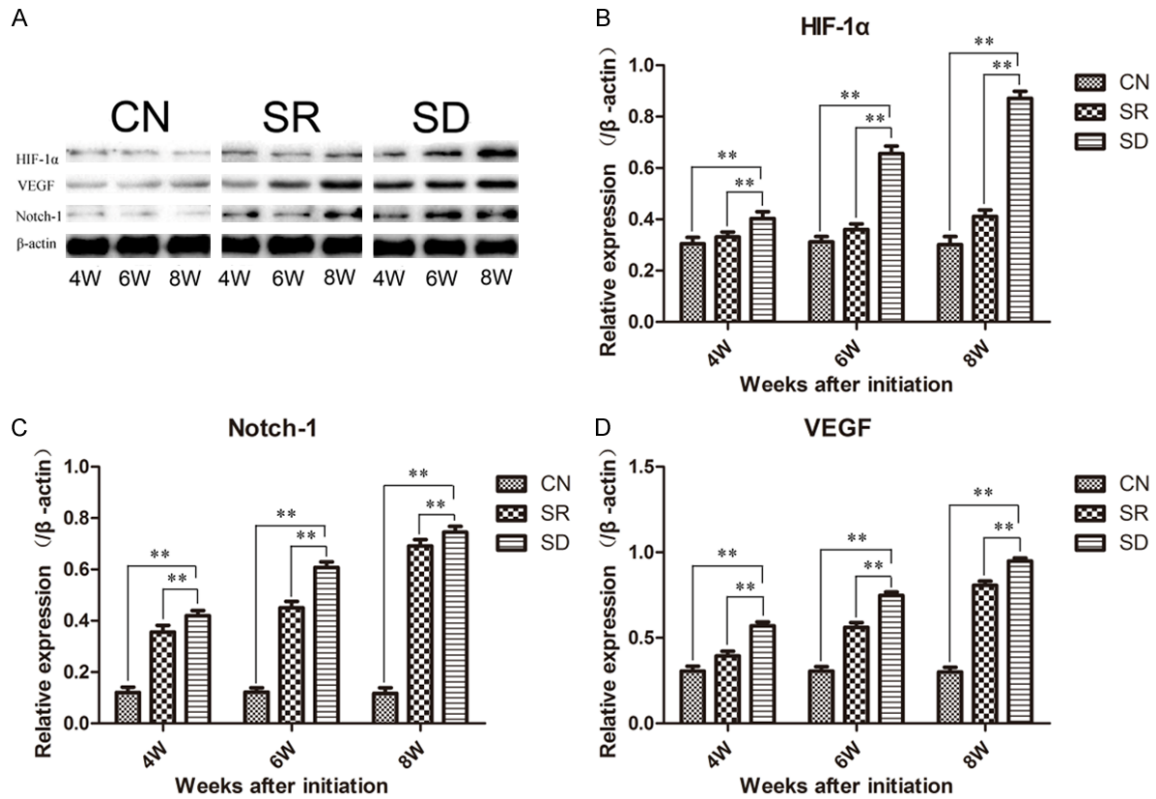 A
CN SR SD
HIF-1α
VEGF
Notch-1
β-actin
4W 6W 8W 4W 6W 8W 4W 6W 8W
B
HIF-1α
Relative expression（/β -actin）
1.0
0.8
0.6
0.4
0.2
0.0
** ** ** ** ** **
4W 6W 8W
Weeks after initiation
CN
SR
SD
C
Notch-1
Relative expression（/β -actin）
1.0
0.8
0.6
0.4
0.2
0.0
** ** ** ** ** **
4W 6W 8W
Weeks after initiation
CN
SR
SD
D
VEGF
Relative expression（/β -actin）
1.5
1.0
0.5
0.0
** ** ** ** ** **
4W 6W 8W
Weeks after initiation
CN
SR
SD